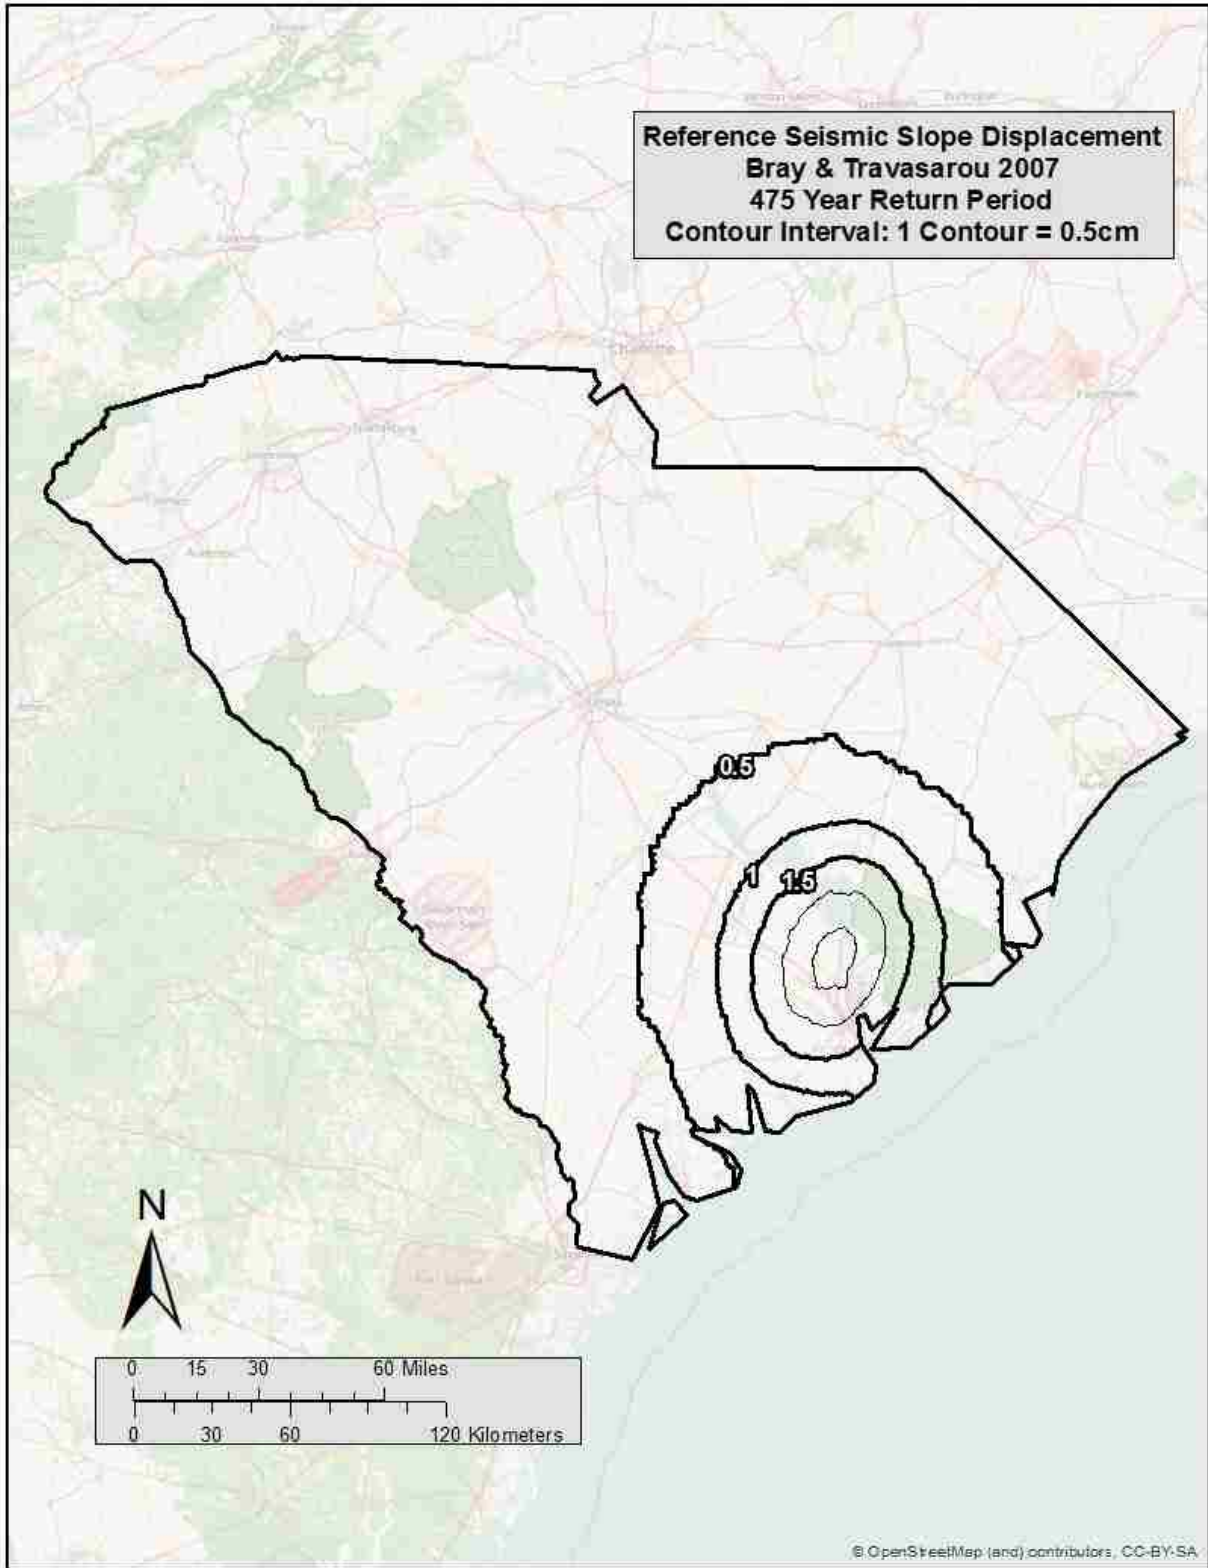 Reference Seismic Slope Displacement
Bray & Travasarou 2007
475 Year Return Period
Contour Interval: 1 Contour = 0.5cm
0.5
1
1.5
N
0 15 30 60 Miles
0 30 60 120 Kilometers
© OpenStreetMap (and) contributors, CC-BY-SA